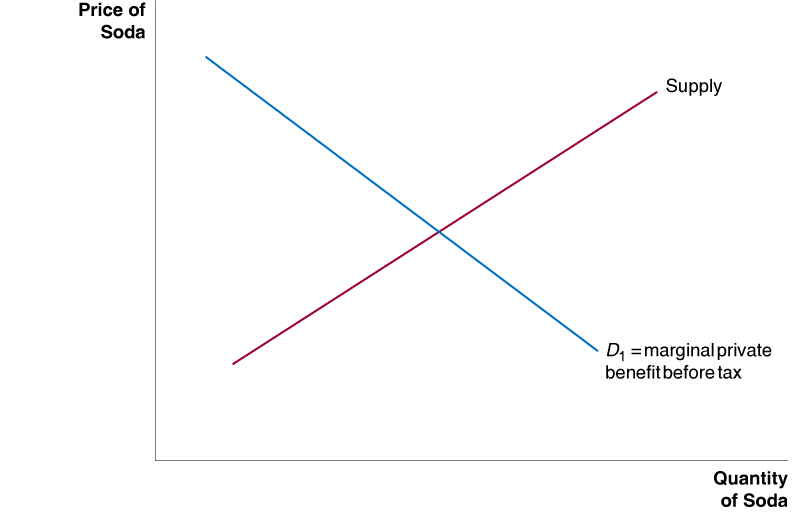 Price of
Soda
Supply
D1 = marginal private
benefit before tax
Quantity
of Soda